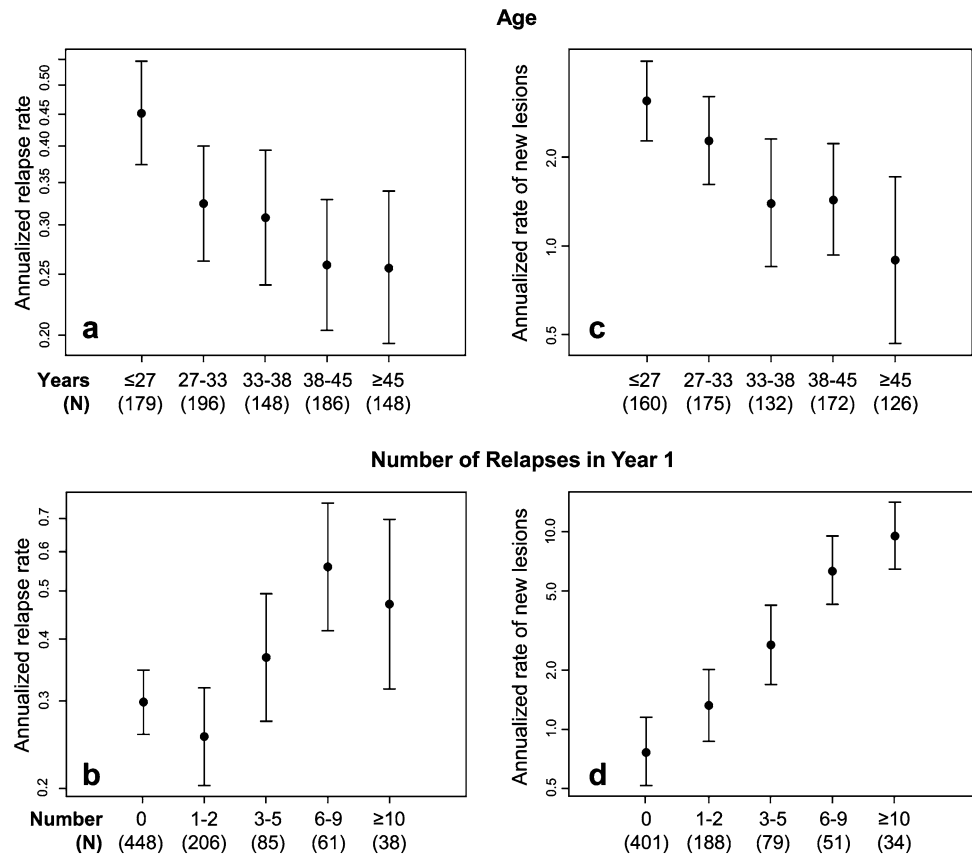 Age
Annualized relapse rate
0.50
0.45
0.40
0.35
0.30
0.25
0.20
a
Years ≤27 27-33 33-38 38-45 ≥45
(N) (179) (196) (148) (186) (148)
Annualized rate of new lesions
2.0
1.0
0.5
c
≤27 27-33 33-38 38-45 ≥45
(160) (175) (132) (172) (126)
Number of Relapses in Year 1
Annualized relapse rate
0.7
0.6
0.5
0.4
0.3
0.2
b
Number 0 1-2 3-5 6-9 ≥10
(N) (448) (206) (85) (61) (38)
Annualized rate of new lesions
10.0
5.0
2.0
1.0
0.5
d
0 1-2 3-5 6-9 ≥10
(401) (188) (79) (51) (34)